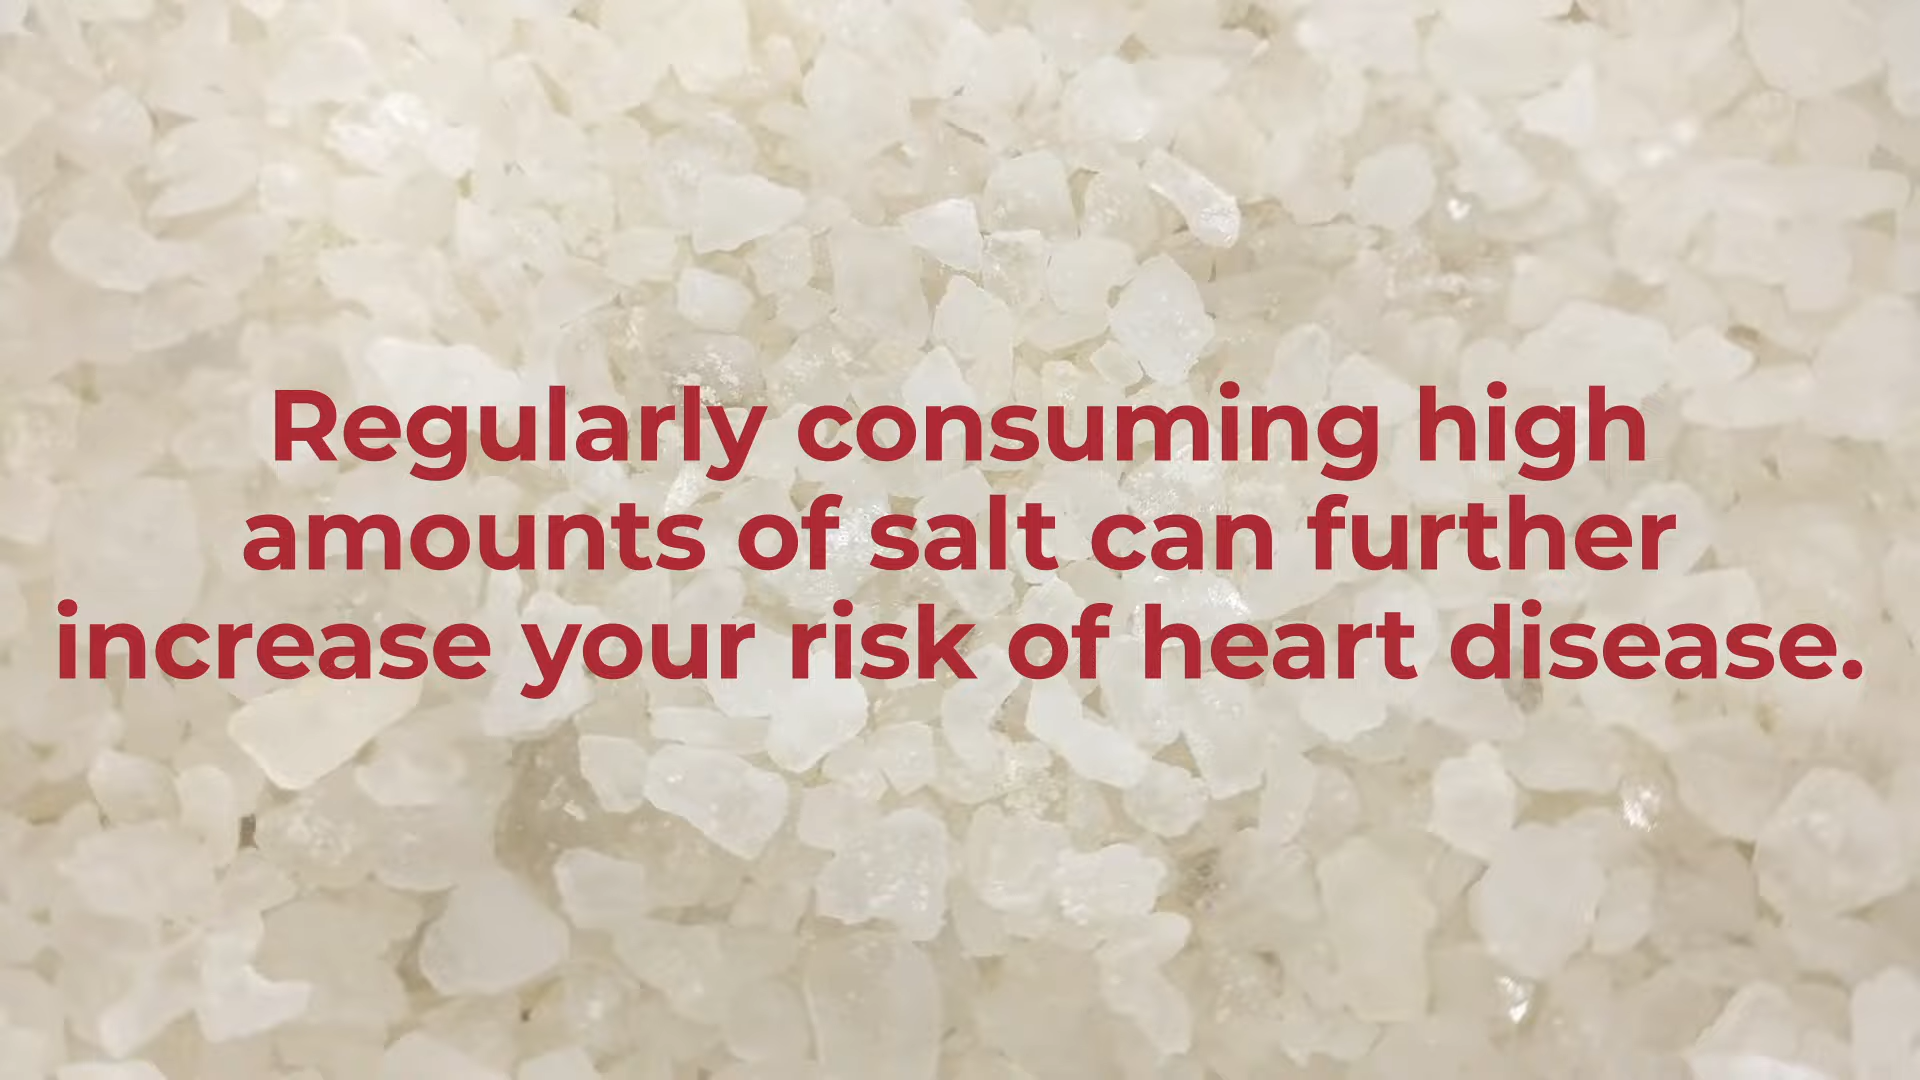 Regularly consuming high
amounts of salt can further
increase your risk of heart disease.